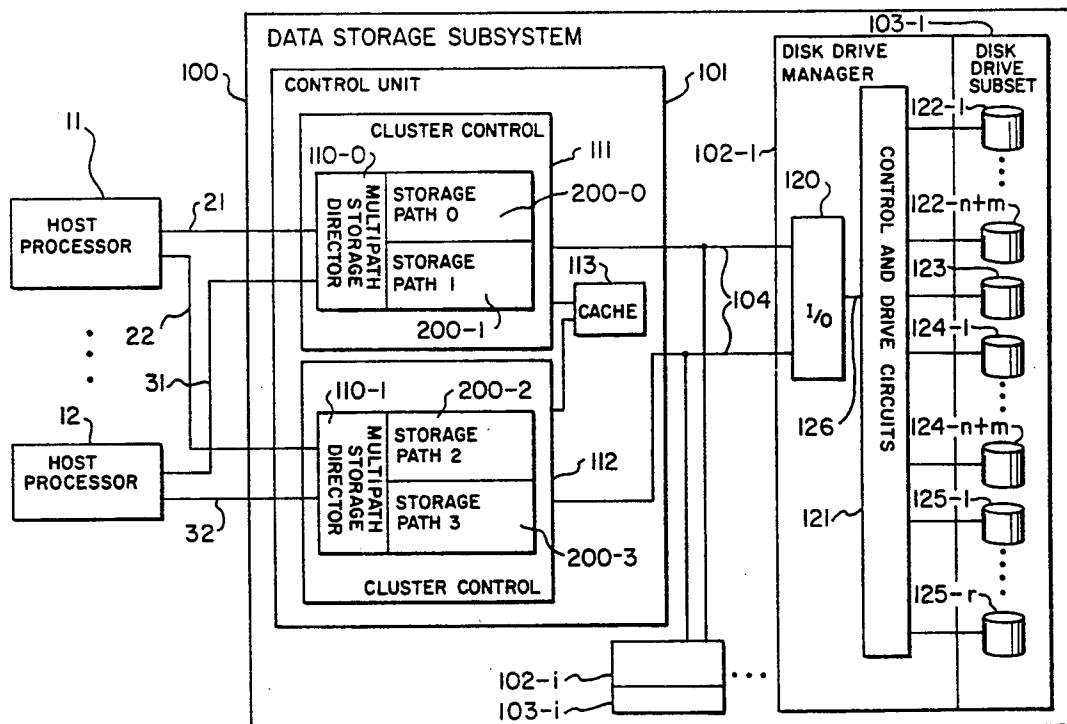 DATA STORAGE SUBSYSTEM
100
CONTROL UNIT
101
CLUSTER CONTROL
111
110-0
MULTIPATH
STORAGE
DIRECTOR
STORAGE
PATH 0
200-0
STORAGE
PATH 1
200-1
113
CACHE
104
11
HOST
PROCESSOR
21
22
31
12
HOST
PROCESSOR
32
110-1
200-2
MULTIPATH
STORAGE
DIRECTOR
STORAGE
PATH 2
STORAGE
PATH 3
200-3
112
CLUSTER CONTROL
102-i
103-i
103-1
DISK DRIVE
MANAGER
DISK
DRIVE
SUBSET
102-1
120
I/O
126
CONTROL AND DRIVE
CIRCUITS
121
122-1
122-n+m
123
124-1
124-n+m
125-1
125-r